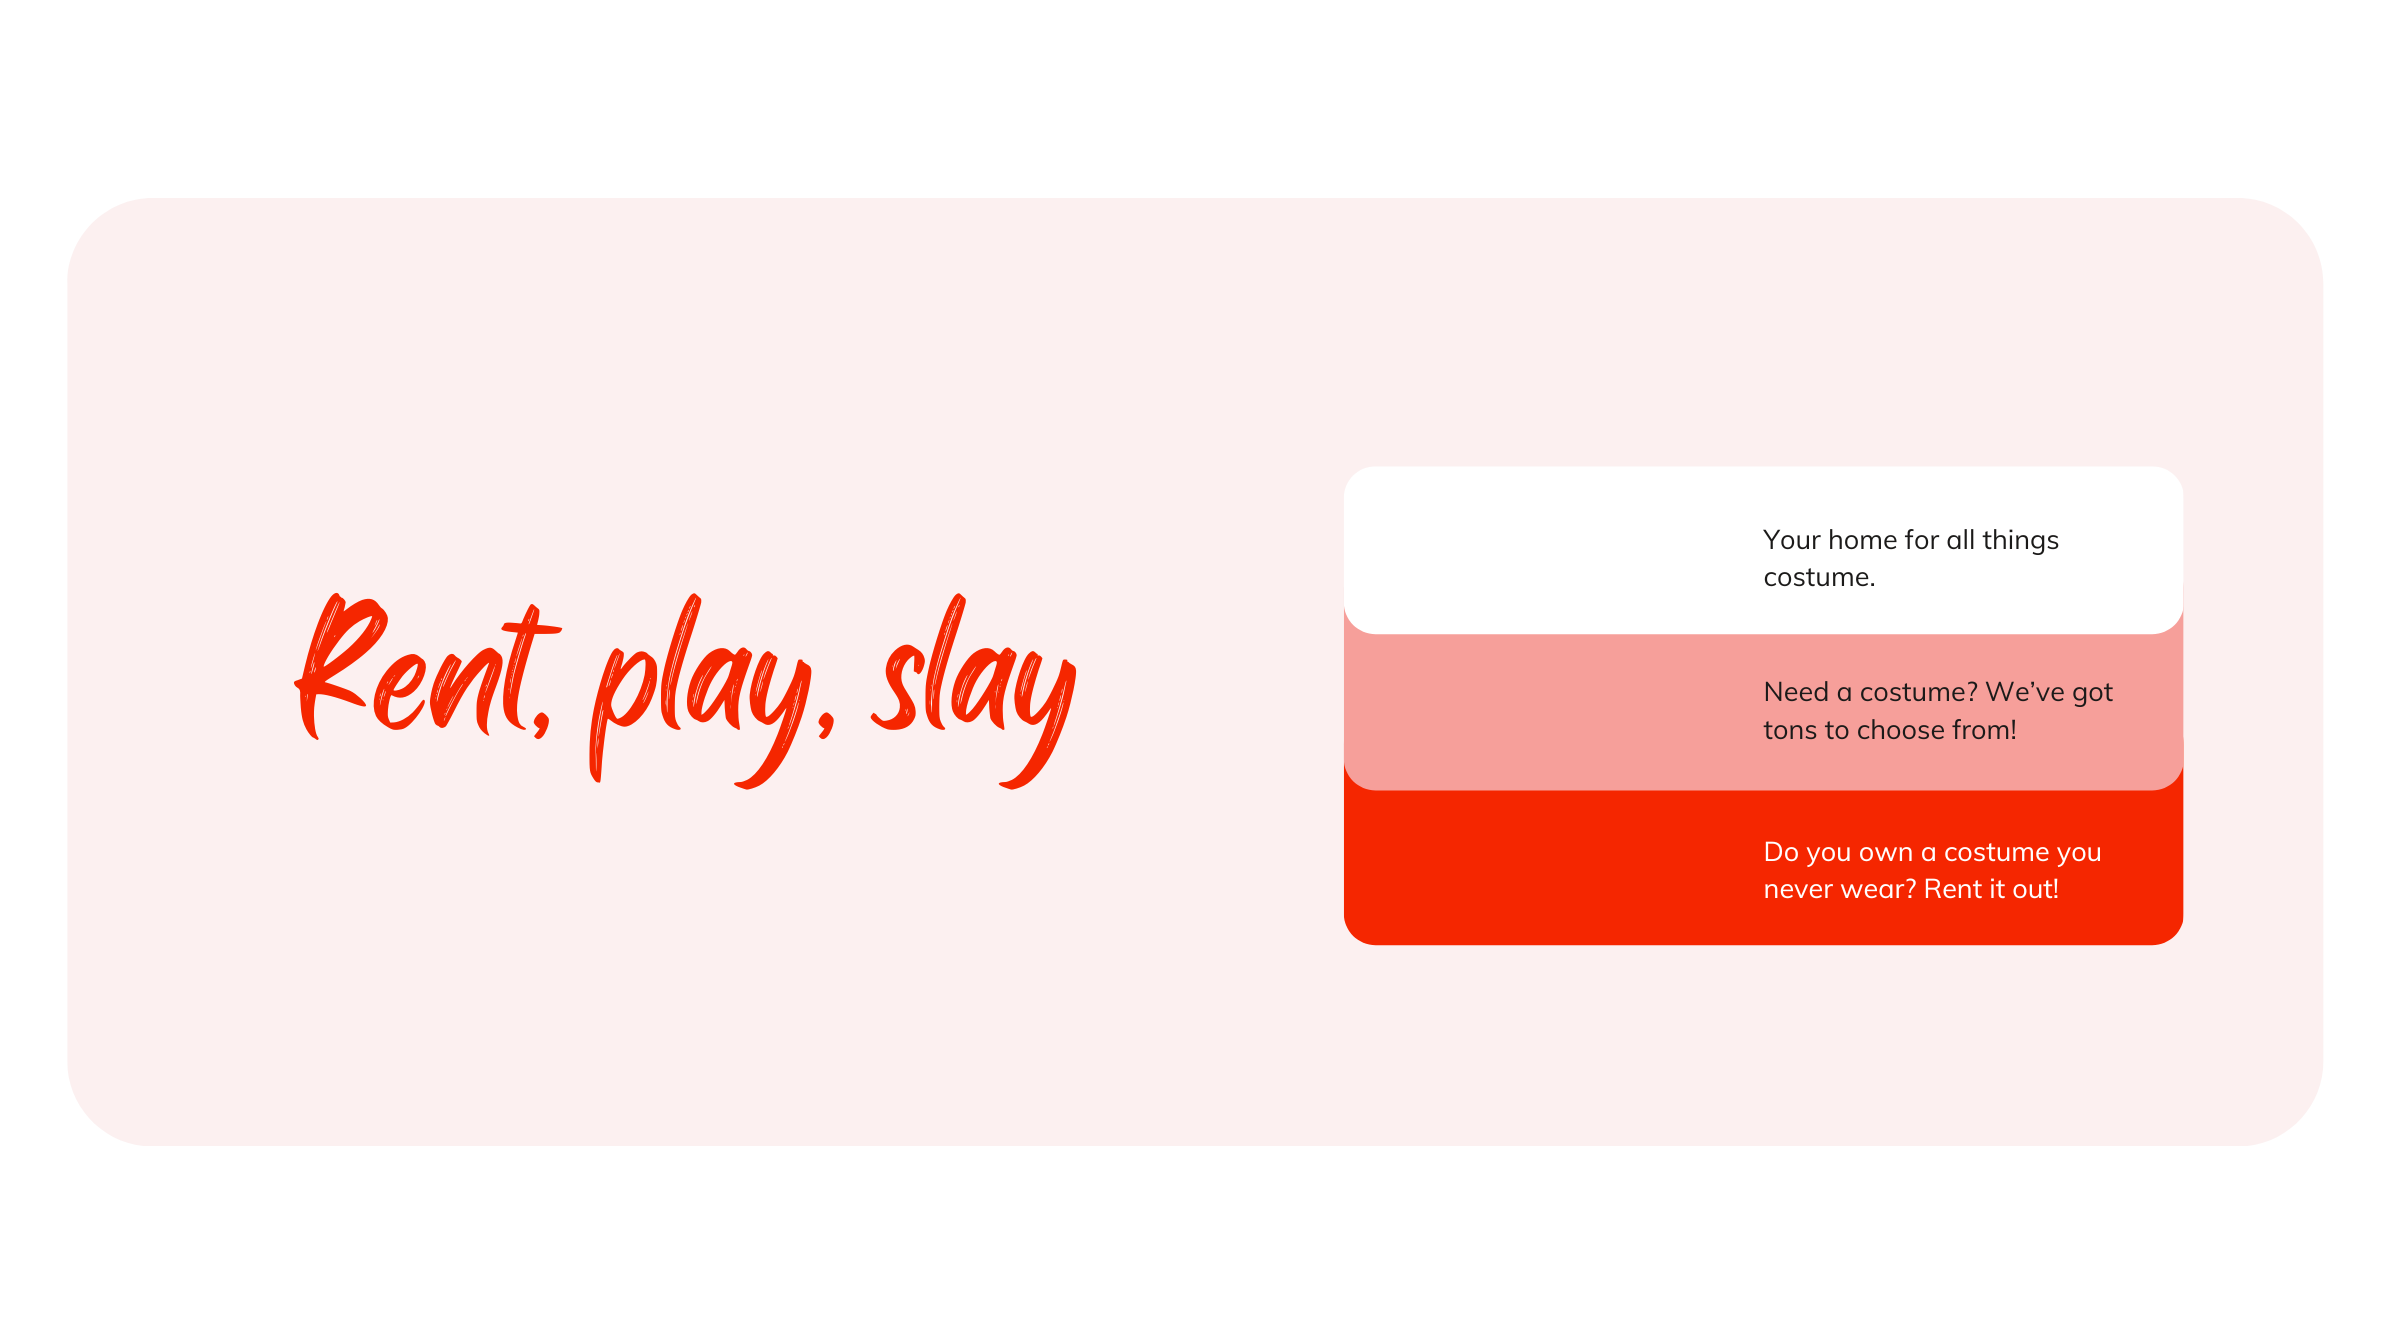 Rent, play, slay
Your home for all things
costume.
Need a costume? We’ve got
tons to choose from!
Do you own a costume you
never wear? Rent it out!